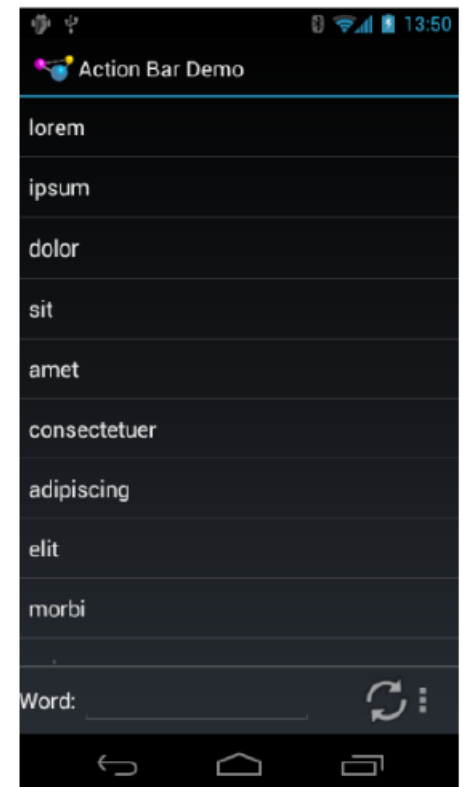 13:50
Action Bar Demo
lorem
ipsum
dolor
sit
amet
consectetuer
adipiscing
elit
morbi
Word: